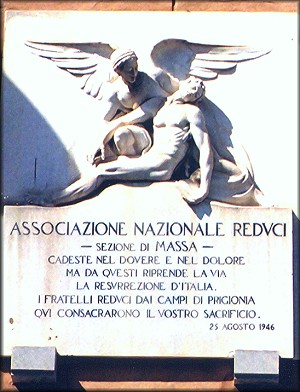 ASSOCIAZIONE NAZIONALE REDVCI
— SEZIONE DI MASSA —
CADESTE NEL DOVERE E NEL DOLORE
MA DA QVESTI RIPRENDE LA VIA
LA RESVRREZIONE D'ITALIA.
I FRATELLI REDVCI DAI CAMPI DI PRIGIONIA
QVI CONSACRARONO IL VOSTRO SACRIFICIO.
25 AGOSTO 1946